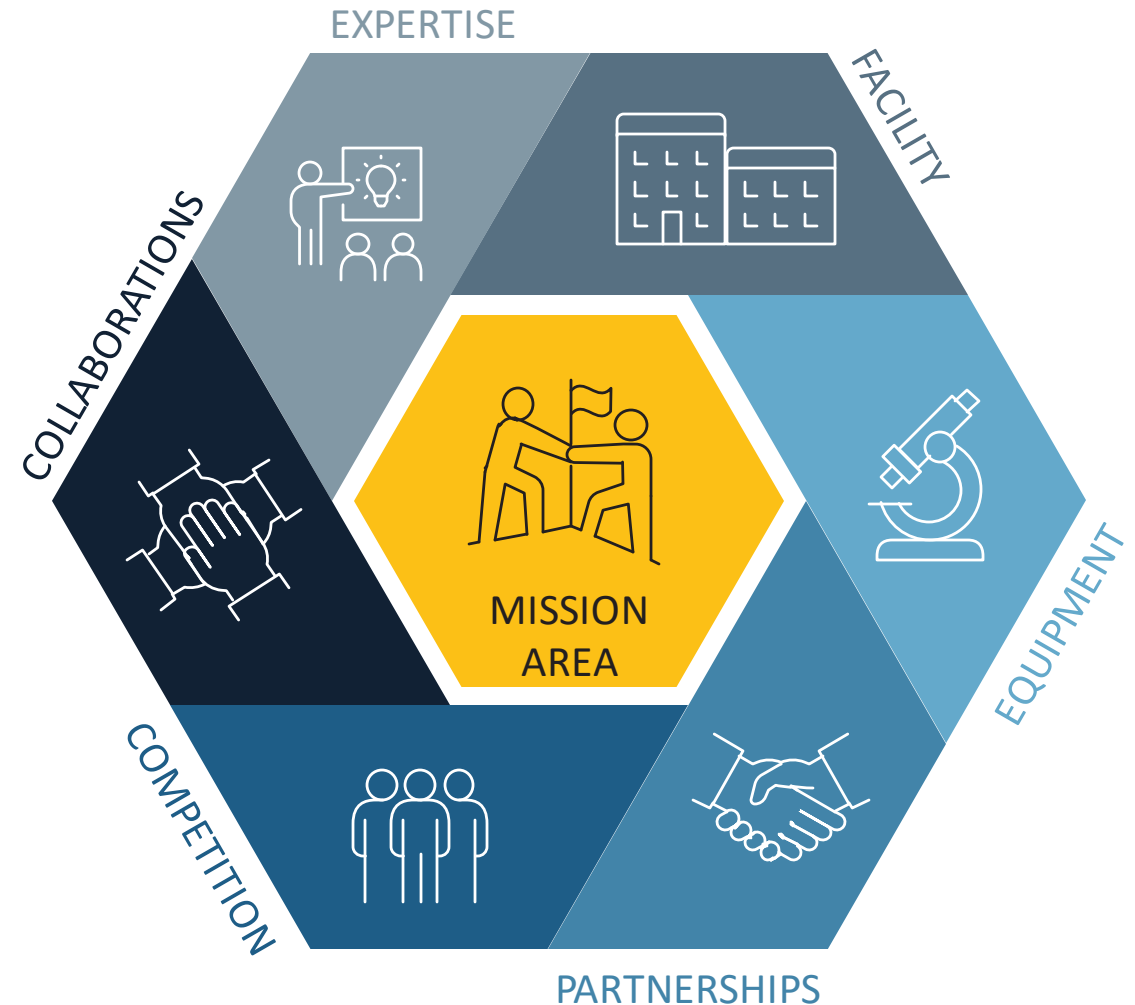 EXPERTISE
FACILITY
COLLABORATIONS
MISSION
AREA
EQUIPMENT
COMPETITION
PARTNERSHIPS